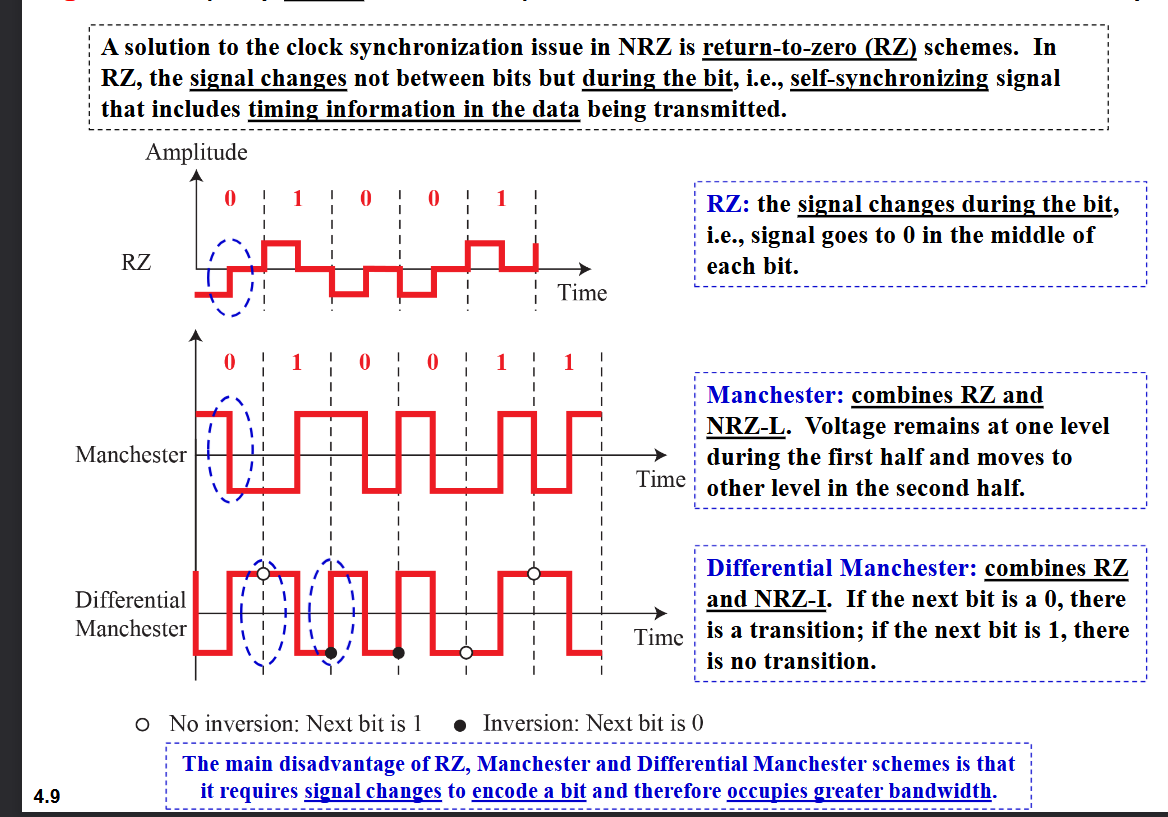 A solution to the clock synchronization issue in NRZ is return-to-zero (RZ) schemes. In
RZ, the signal changes not between bits but during the bit, i.e., self-synchronizing signal
that includes timing information in the data being transmitted.
Amplitude
0 1 0 0 1
RZ
Time
RZ: the signal changes during the bit,
i.e., signal goes to 0 in the middle of
each bit.
0 1 0 0 1 1
Manchester
Time
Manchester: combines RZ and
NRZ-L. Voltage remains at one level
during the first half and moves to
other level in the second half.
Differential
Manchester
Time
Differential Manchester: combines RZ
and NRZ-I. If the next bit is a 0, there
is a transition; if the next bit is 1, there
is no transition.
No inversion: Next bit is 1 Inversion: Next bit is 0
The main disadvantage of RZ, Manchester and Differential Manchester schemes is that
it requires signal changes to encode a bit and therefore occupies greater bandwidth.
4.9